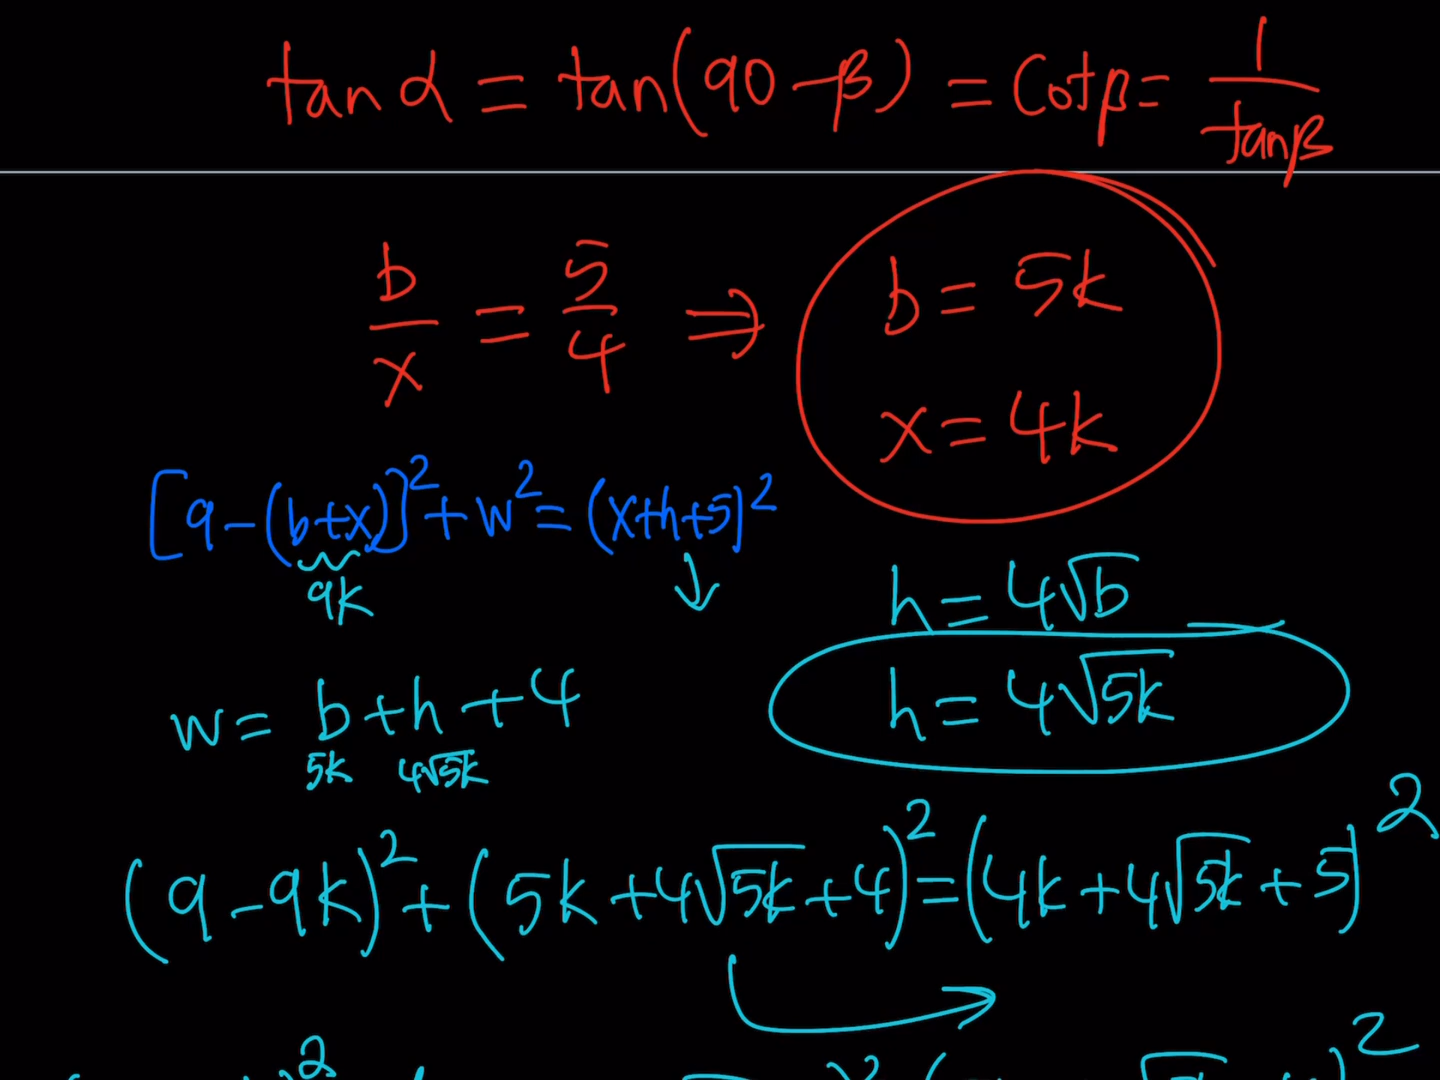 tan α = tan(90 - β) = Cot β = 1/tan β
b/x = 5/4 ⇒ b = 5k
x = 4k
[9 - (b+x)]² + w² = (x+h+5)²
9k ↓
h = 4√b
h = 4√5k
w = b + h + 4
5k 4√5k
(9 - 9k)² + (5k + 4√5k + 4)² = (4k + 4√5k + 5)²